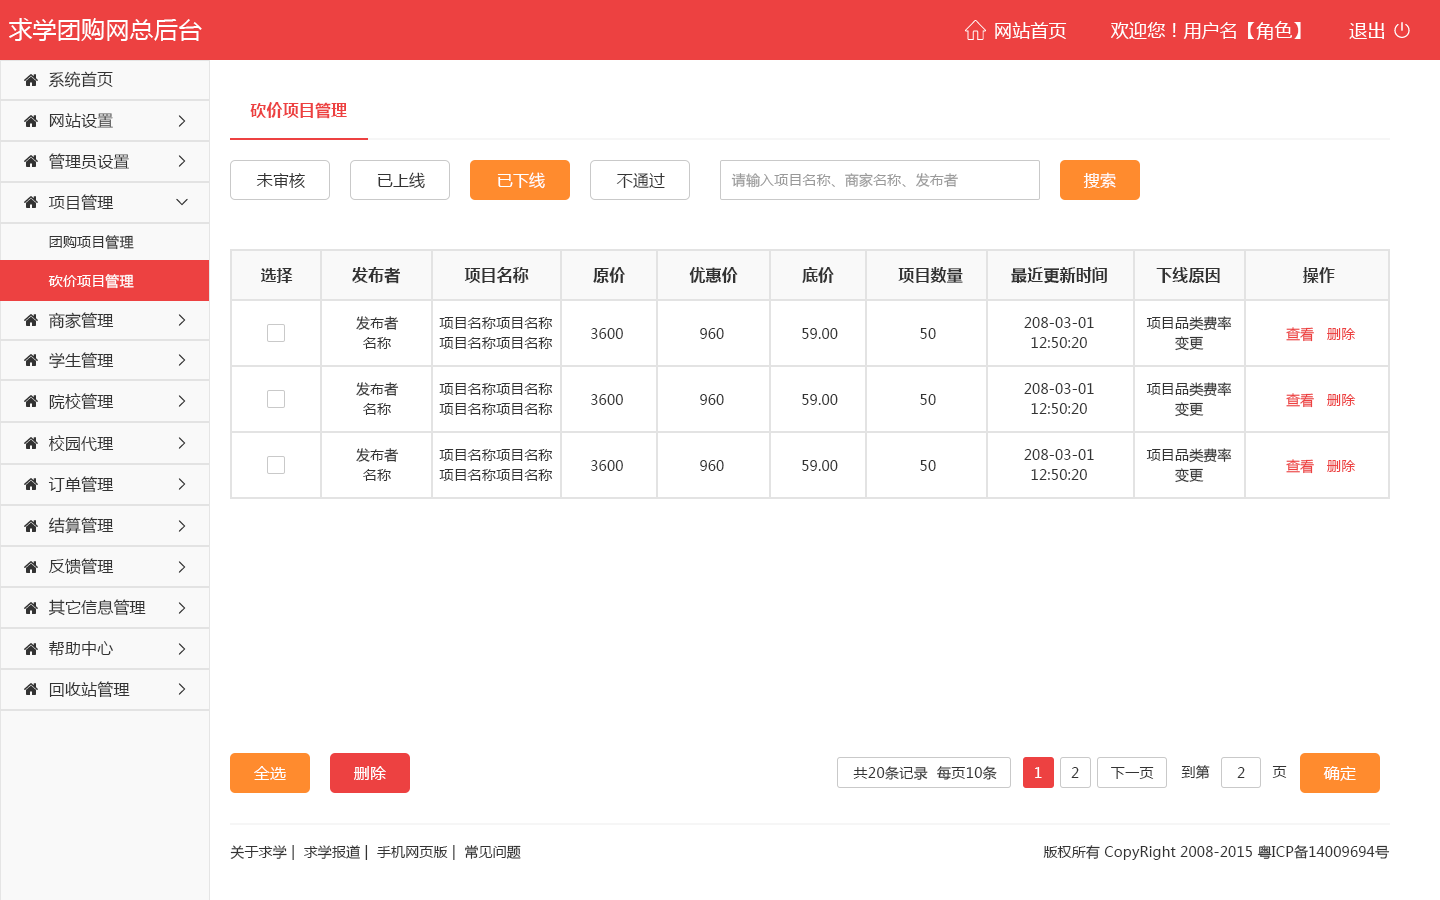 求学团购网总后台
网站首页 欢迎您！用户名【角色】 退出
系统首页
网站设置
管理员设置
项目管理
团购项目管理
砍价项目管理
商家管理
学生管理
院校管理
校园代理
订单管理
结算管理
反馈管理
其它信息管理
帮助中心
回收站管理
砍价项目管理
未审核 已上线 已下线 不通过 请输入项目名称、商家名称、发布者 搜索
选择 发布者 项目名称 原价 优惠价 底价 项目数量 最近更新时间 下线原因 操作
发布者 项目名称项目名称 208-03-01 项目品类费率
3600 960 59.00 50 查看 删除
名称 项目名称项目名称 12:50:20 变更
发布者 项目名称项目名称 208-03-01 项目品类费率
3600 960 59.00 50 查看 删除
名称 项目名称项目名称 12:50:20 变更
发布者 项目名称项目名称 208-03-01 项目品类费率
3600 960 59.00 50 查看 删除
名称 项目名称项目名称 12:50:20 变更
全选 删除 共20条记录 每页10条 1 2 下一页 到第 2 页 确定
关于求学 | 求学报道 | 手机网页版 | 常见问题 版权所有 CopyRight 2008-2015 粤ICP备14009694号